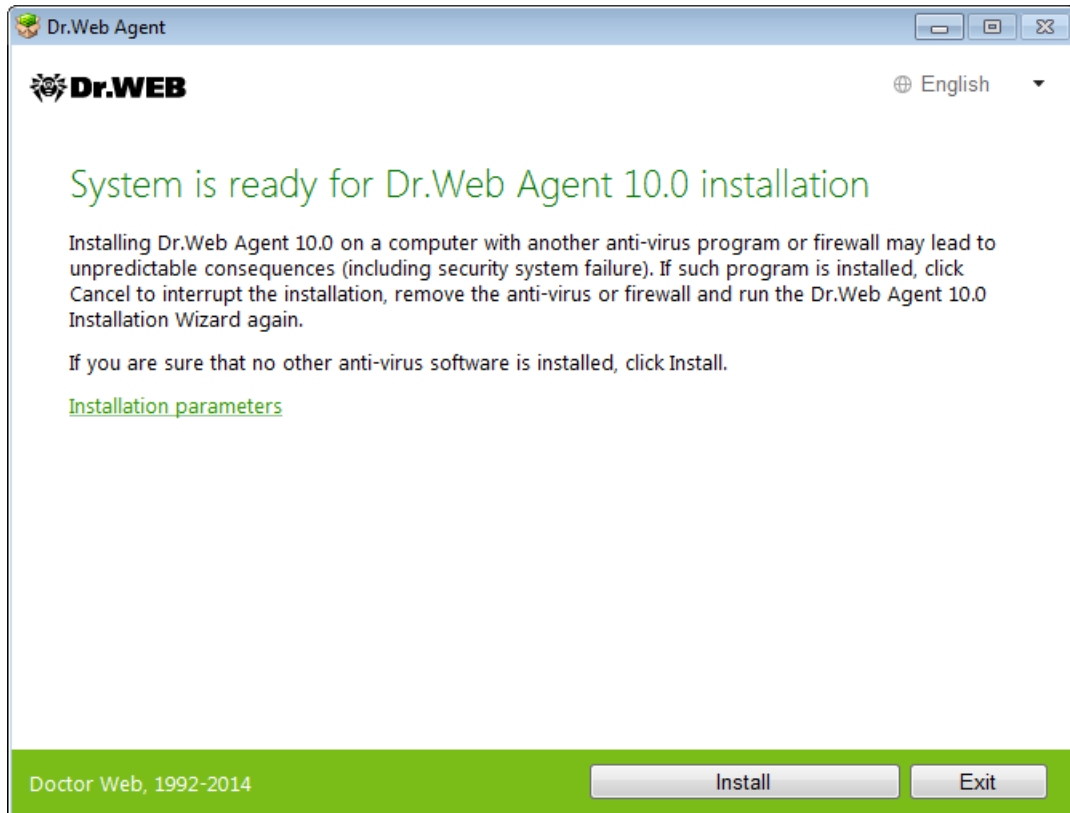 Dr.Web Agent
Dr.WEB
English
System is ready for Dr.Web Agent 10.0 installation
Installing Dr.Web Agent 10.0 on a computer with another anti-virus program or firewall may lead to
unpredictable consequences (including security system failure). If such program is installed, click
Cancel to interrupt the installation, remove the anti-virus or firewall and run the Dr.Web Agent 10.0
Installation Wizard again.
If you are sure that no other anti-virus software is installed, click Install.
Installation parameters
Doctor Web, 1992-2014
Install
Exit